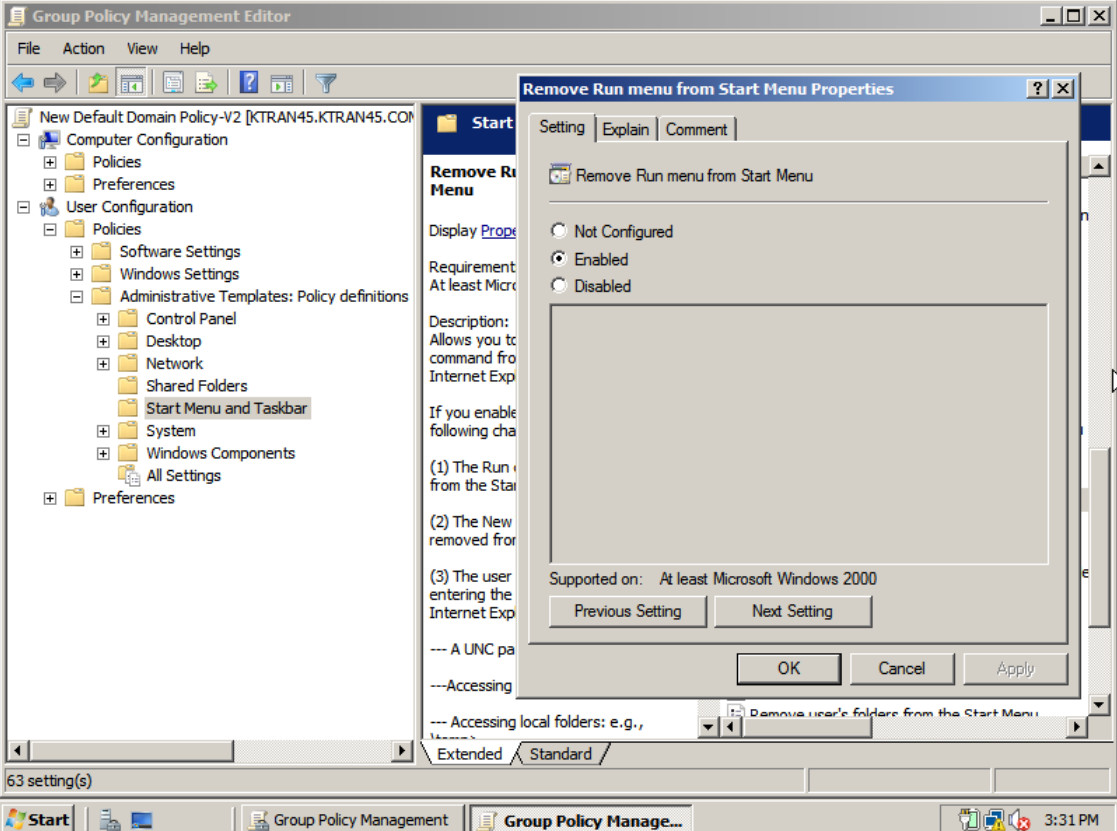 Group Policy Management Editor
File Action View Help
New Default Domain Policy-V2 [KTRAN45.KTRAN45.COM
Computer Configuration
Policies
Preferences
User Configuration
Policies
Software Settings
Windows Settings
Administrative Templates: Policy definitions
Control Panel
Desktop
Network
Shared Folders
Start Menu and Taskbar
System
Windows Components
All Settings
Preferences
Start
Remove Ru
Menu
Display Prope
Requirement
At least Micro
Description:
Allows you to
command fro
Internet Exp
If you enable
following cha
(1) The Run
from the Star
(2) The New
removed from
(3) The user
entering the
Internet Exp
--- A UNC pa
---Accessing
--- Accessing local folders: e.g.,
Remove Run menu from Start Menu Properties
Setting Explain Comment
Remove Run menu from Start Menu
Not Configured
Enabled
Disabled
Supported on: At least Microsoft Windows 2000
Previous Setting Next Setting
OK Cancel Apply
Remove user's folders from the Start Menu
Extended Standard
63 setting(s)
Start Group Policy Management Group Policy Manage... 3:31 PM